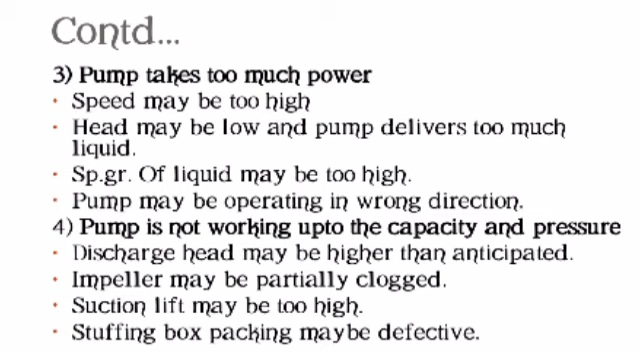 Contd...
3) Pump takes too much power
• Speed may be too high
• Head may be low and pump delivers too much
liquid.
• Sp.gr. Of liquid may be too high.
• Pump may be operating in wrong direction.
4) Pump is not working upto the capacity and pressure
• Discharge head may be higher than anticipated.
• Impeller may be partially clogged.
• Suction lift may be too high.
• Stuffing box packing maybe defective.